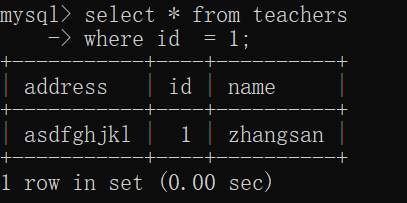 mysql> select * from teachers
    -> where id  = 1;
+------------+----+----------+
| address    | id | name     |
+------------+----+----------+
| asdfghjkl  |  1 | zhangsan |
+------------+----+----------+
1 row in set (0.00 sec)